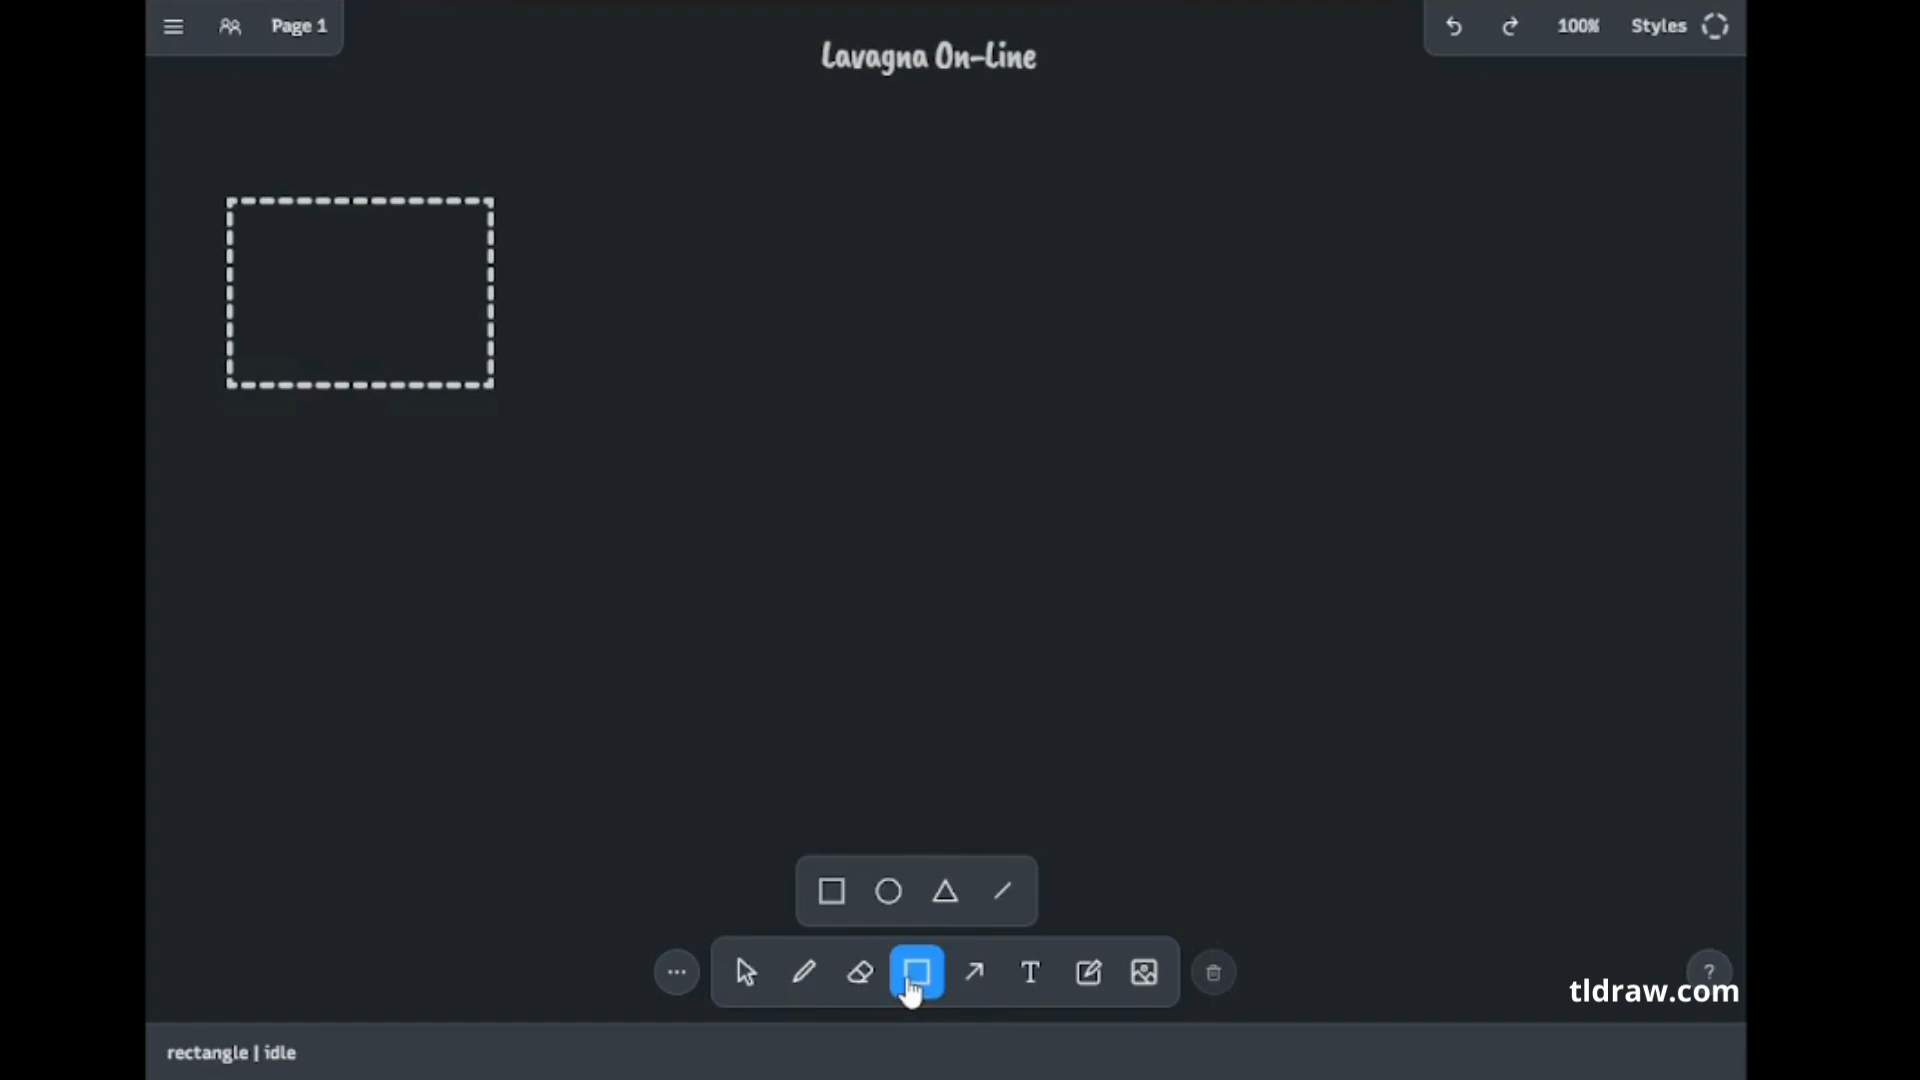 Page 1
100%
Styles
Lavagna On-Line
T
?
tldraw.com
rectangle | idle